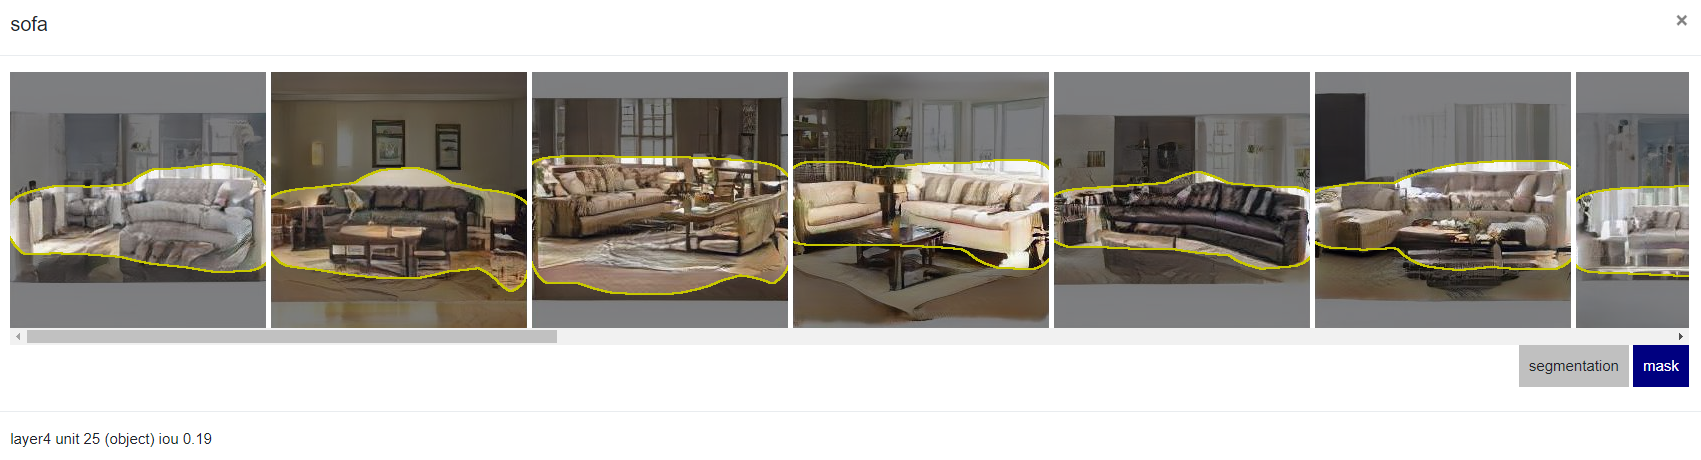 sofa
×
segmentation
mask
layer4 unit 25 (object) iou 0.19